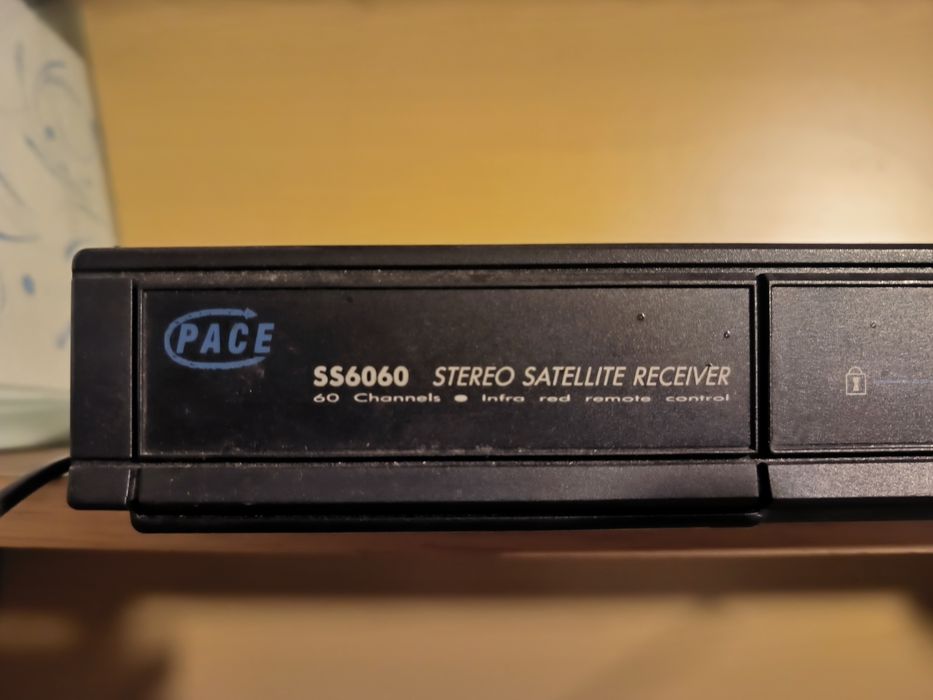 PACE
SS6060 STEREO SATELLITE RECEIVER
60 Channels ● Infra red remote control